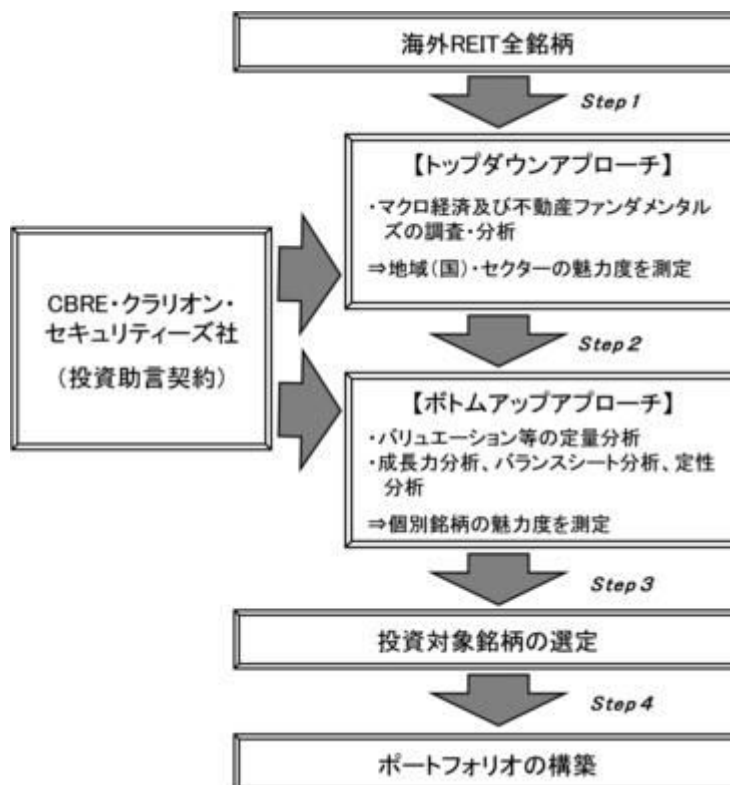 海外REIT全銘柄
Step1
【トップダウンアプローチ】
・マクロ経済及び不動産ファンダメンタル
ズの調査・分析
⇒地域(国)・セクターの魅力度を測定
CBRE・クラリオン・
セキュリティーズ社
(投資助言契約)
Step2
【ボトムアップアプローチ】
・バリュエーション等の定量分析
・成長力分析、バランスシート分析、定性
分析
⇒個別銘柄の魅力度を測定
Step3
投資対象銘柄の選定
Step4
ポートフォリオの構築